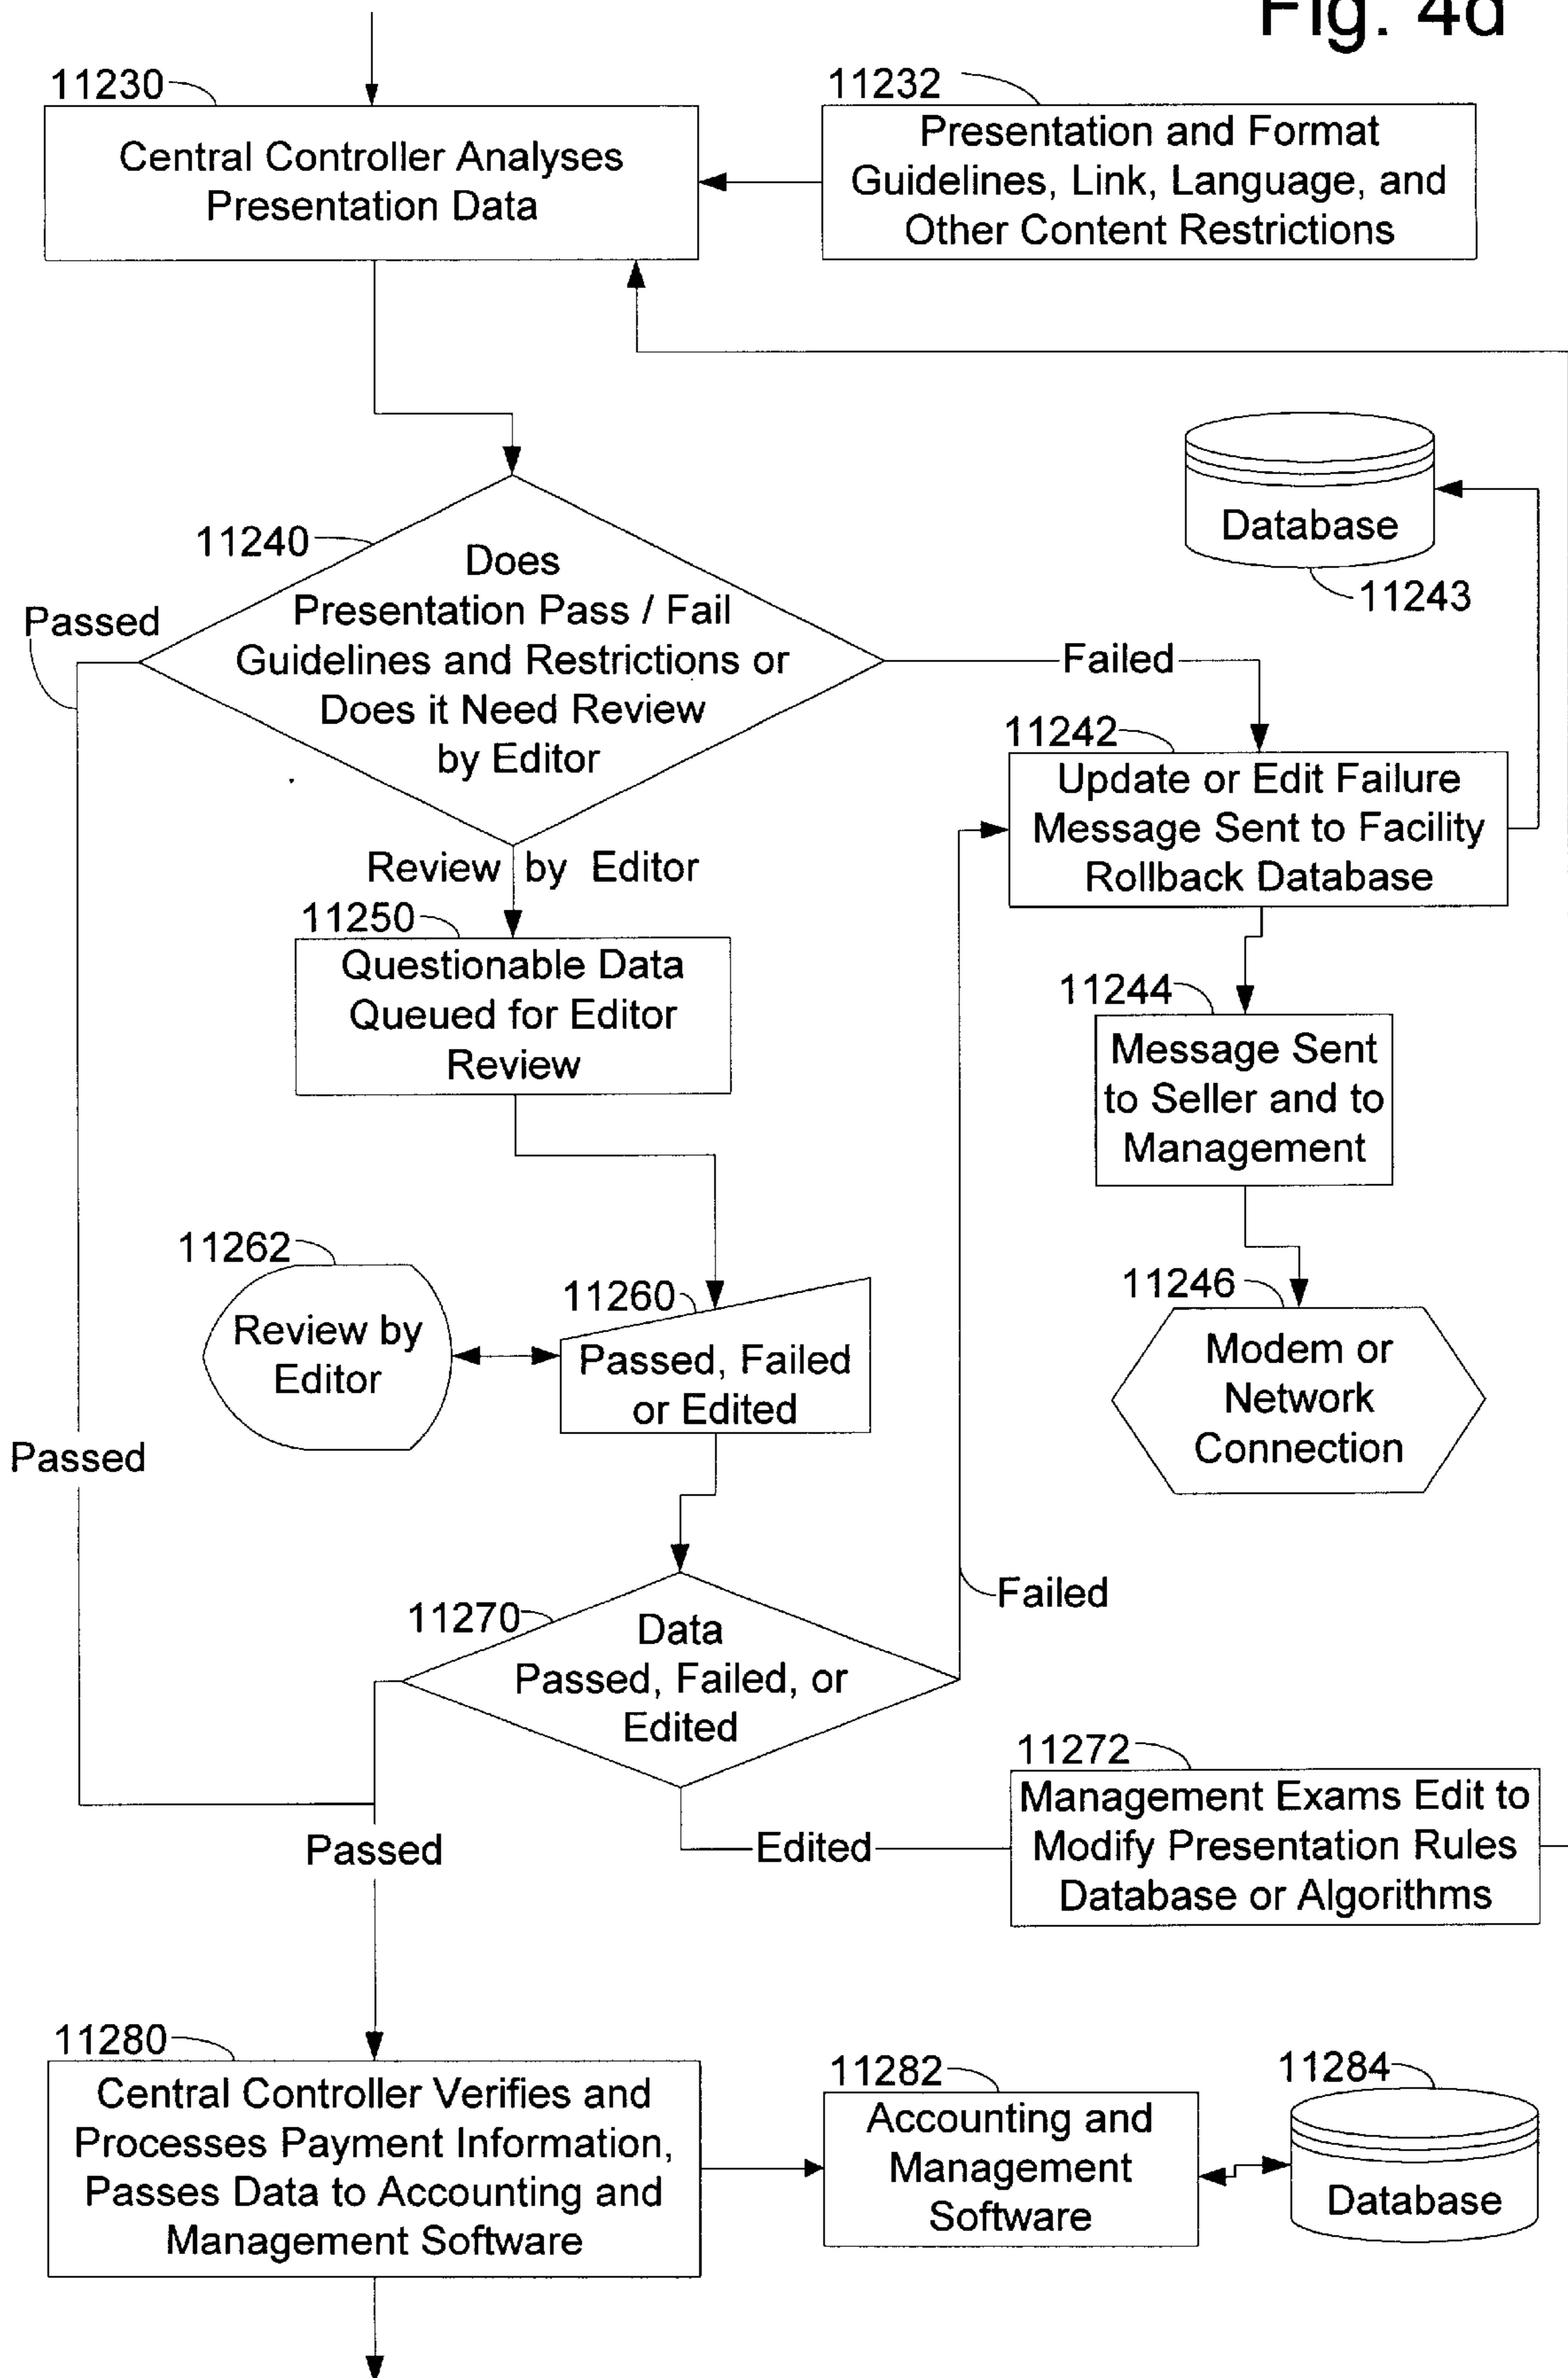 Fig. 4d
11230
Central Controller Analyses
Presentation Data
11232
Presentation and Format
Guidelines, Link, Language, and
Other Content Restrictions
11240
Does
Presentation Pass / Fail
Guidelines and Restrictions or
Does it Need Review
by Editor
Passed
Failed
Database
11243
11242
Update or Edit Failure
Message Sent to Facility
Rollback Database
Review by Editor
11250
Questionable Data
Queued for Editor
Review
11244
Message Sent
to Seller and to
Management
11262
Review by
Editor
11260
Passed, Failed
or Edited
11246
Modem or
Network
Connection
Passed
Failed
11270
Data
Passed, Failed, or
Edited
11272
Management Exams Edit to
Modify Presentation Rules
Database or Algorithms
Edited
Passed
11280
Central Controller Verifies and
Processes Payment Information,
Passes Data to Accounting and
Management Software
11282
Accounting and
Management
Software
11284
Database